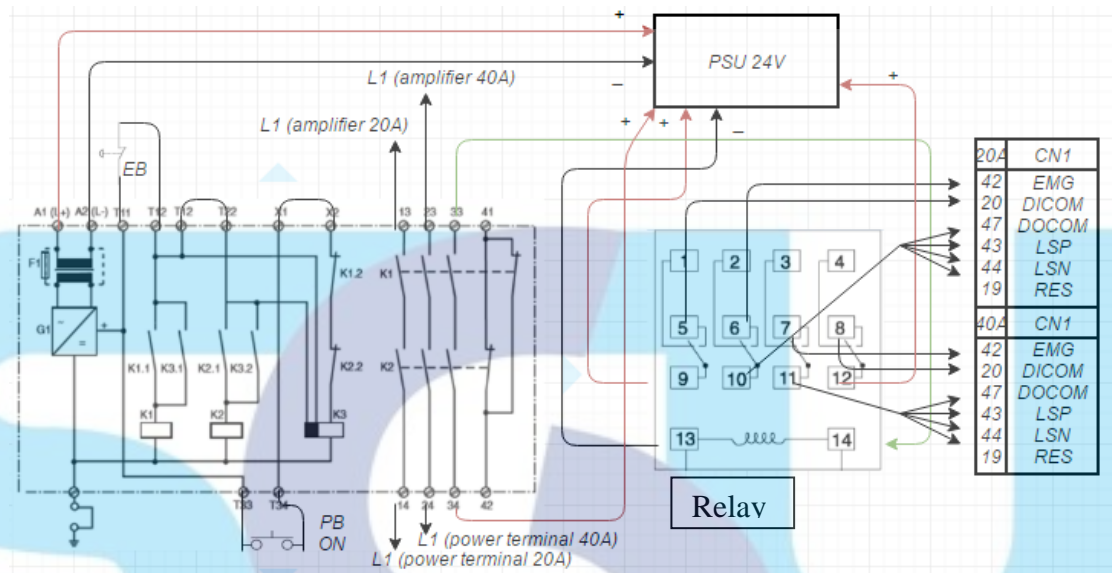 PSU 24V
+
−
−
+
+
+
−
L1 (amplifier 40A)
L1 (amplifier 20A)
EB
A1 (L+)
A2 (L-)
T11
T12
T12
T22
X1
X2
13
23
33
41
F1
G1
~
=
+
K1.2
K1
K1.1
K3.1
K2.1
K3.2
K2.2
K2
K1
K2
K3
T33
T34
14
24
34
42
PB
ON
L1 (power terminal 40A)
L1 (power terminal 20A)
1
2
3
4
5
6
7
8
9
10
11
12
13
14
Relay
20A CN1
42 EMG
20 DICOM
47 DOCOM
43 LSP
44 LSN
19 RES
40A CN1
42 EMG
20 DICOM
47 DOCOM
43 LSP
44 LSN
19 RES